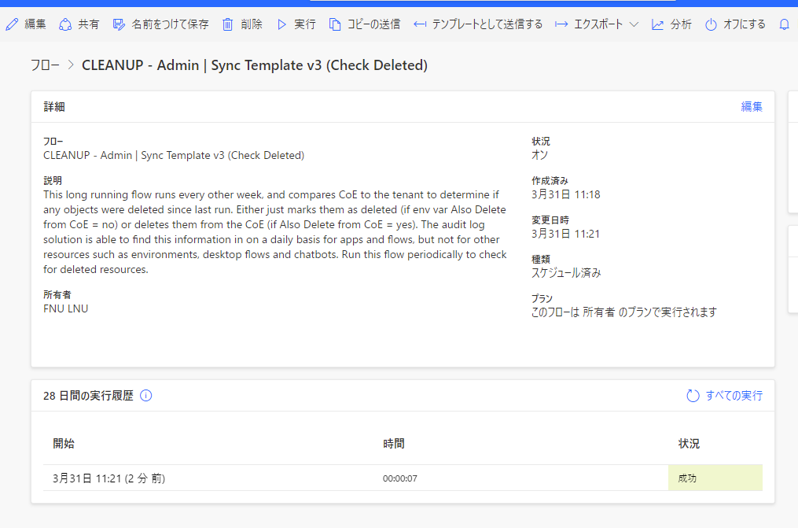 編集 共有 名前をつけて保存 削除 実行 コピーの送信 テンプレートとして送信する エクスポート 分析 オフにする
フロー > CLEANUP - Admin | Sync Template v3 (Check Deleted)
詳細
編集
フロー
CLEANUP - Admin | Sync Template v3 (Check Deleted)
説明
This long running flow runs every other week, and compares CoE to the tenant to determine if
any objects were deleted since last run. Either just marks them as deleted (if env var Also Delete
from CoE = no) or deletes them from the CoE (if Also Delete from CoE = yes). The audit log
solution is able to find this information in on a daily basis for apps and flows, but not for other
resources such as environments, desktop flows and chatbots. Run this flow periodically to check
for deleted resources.
所有者
FNU LNU
状況
オン
作成済み
3月31日 11:18
変更日時
3月31日 11:21
種類
スケジュール済み
プラン
このフローは 所有者 のプランで実行されます
28 日間の実行履歴
すべての実行
開始 時間 状況
3月31日 11:21 (2 分 前) 00:00:07 成功